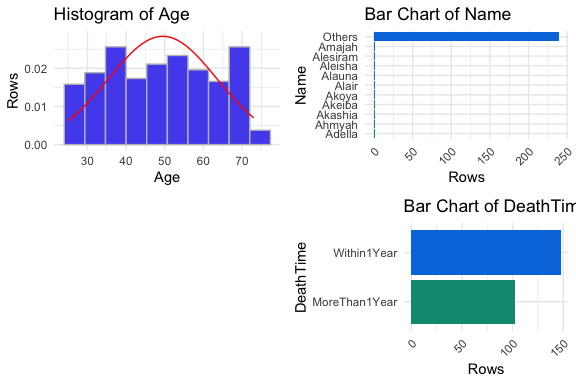 Histogram of Age
Rows
0.02
0.01
0.00
30
40
50
60
70
Age
Bar Chart of Name
Name
Others
Amajah
Alesiram
Aleisha
Alauna
Alair
Akoya
Akeiba
Akashia
Ahmyah
Adella
0
50
100
150
200
250
Rows
Bar Chart of DeathTim
DeathTime
Within1Year
MoreThan1Year
0
50
100
150
Rows